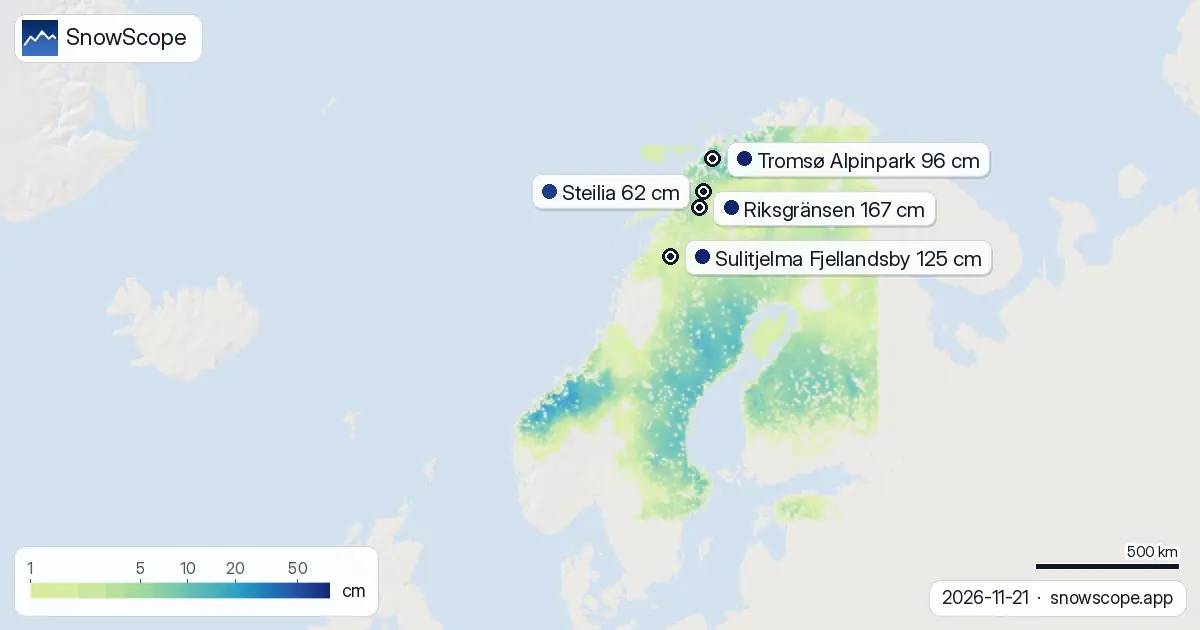 SnowScope
Tromsø Alpinpark 96 cm
Steilia 62 cm
Riksgränsen 167 cm
Sulitjelma Fjellandsby 125 cm
1 5 10 20 50
cm
500 km
2026-11-21 · snowscope.app